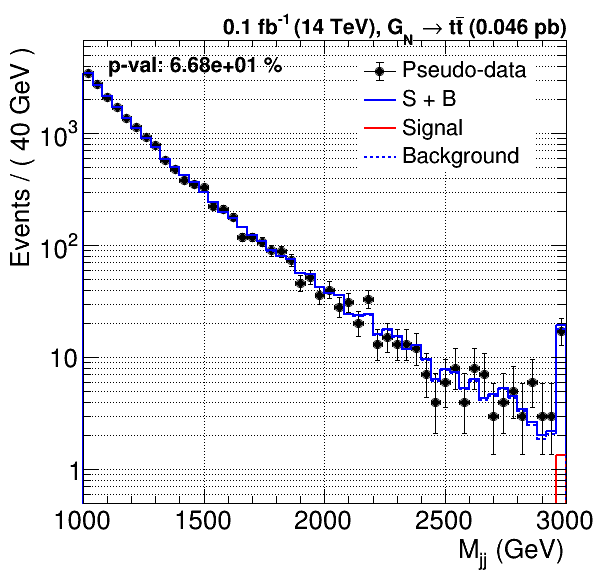 0.1 fb⁻¹ (14 TeV), G_N → tt̄ (0.046 pb)
p-val: 6.68e+01 %
Pseudo-data
S + B
Signal
Background
Events / ( 40 GeV )
10³
10²
10
1
1000 1500 2000 2500 3000
M_jj (GeV)